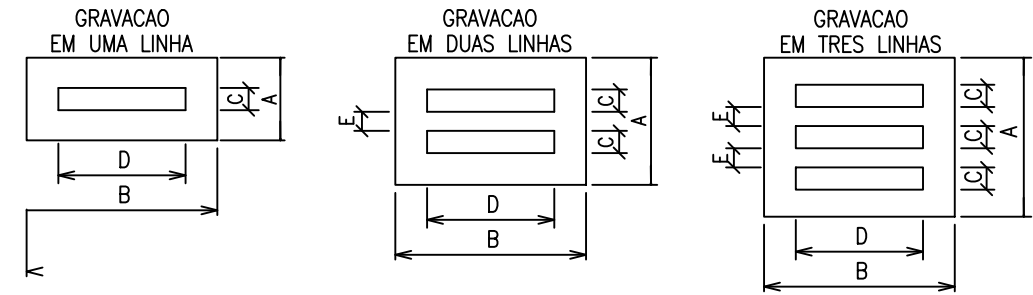 GRAVACAO
EM UMA LINHA
C
A
D
B
GRAVACAO
EM DUAS LINHAS
E
C
C
A
D
B
GRAVACAO
EM TRES LINHAS
E
E
C
C
C
A
D
B